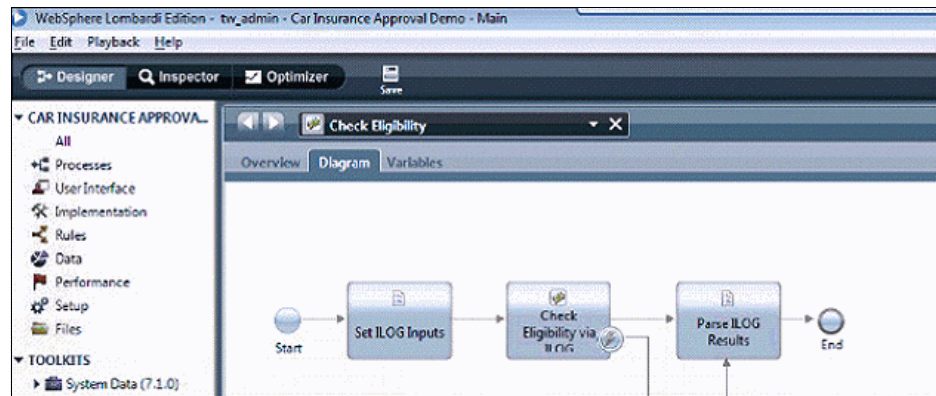 WebSphere Lombardi Edition - tw_admin - Car Insurance Approval Demo - Main
File Edit Playback Help
Designer Inspector Optimizer Save
CAR INSURANCE APPROVA...
All
Processes
User Interface
Implementation
Rules
Data
Performance
Setup
Files
TOOLKITS
System Data (7.1.0)
Check Eligibility
Overview Diagram Variables
Start
Set ILOG Inputs
Check
Eligibility via
ILOG
Parse ILOG
Results
End